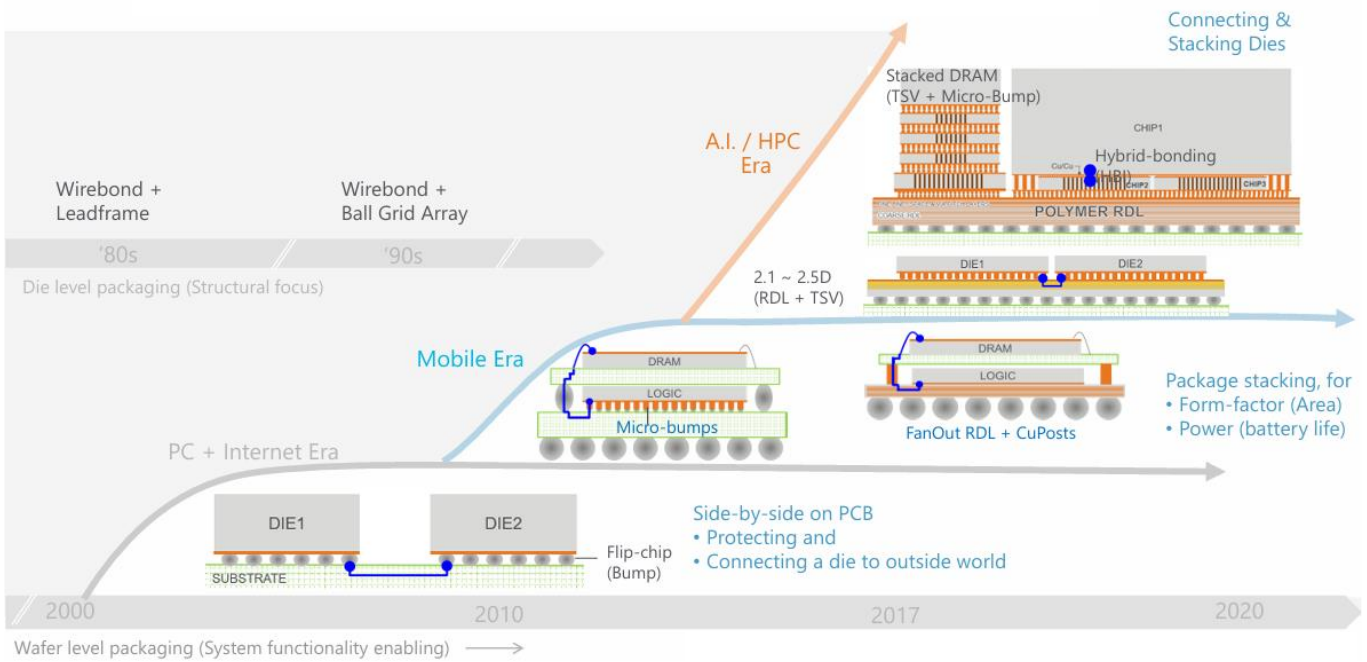 Connecting &
Stacking Dies
Stacked DRAM
(TSV + Micro-Bump)
CHIP1
A.I. / HPC
Era
Cu/Cu
Hybrid-bonding
(HBI)
CHIP2
CHIP3
Wirebond +
Leadframe
Wirebond +
Ball Grid Array
COARSE RDL
POLYMER RDL
'80s
'90s
DIE1
DIE2
Die level packaging (Structural focus)
2.1 ~ 2.5D
(RDL + TSV)
Mobile Era
DRAM
LOGIC
Micro-bumps
DRAM
LOGIC
FanOut RDL + CuPosts
Package stacking, for
• Form-factor (Area)
• Power (battery life)
PC + Internet Era
DIE1
DIE2
Flip-chip
(Bump)
SUBSTRATE
Side-by-side on PCB
• Protecting and
• Connecting a die to outside world
2000
2010
2017
2020
Wafer level packaging (System functionality enabling)